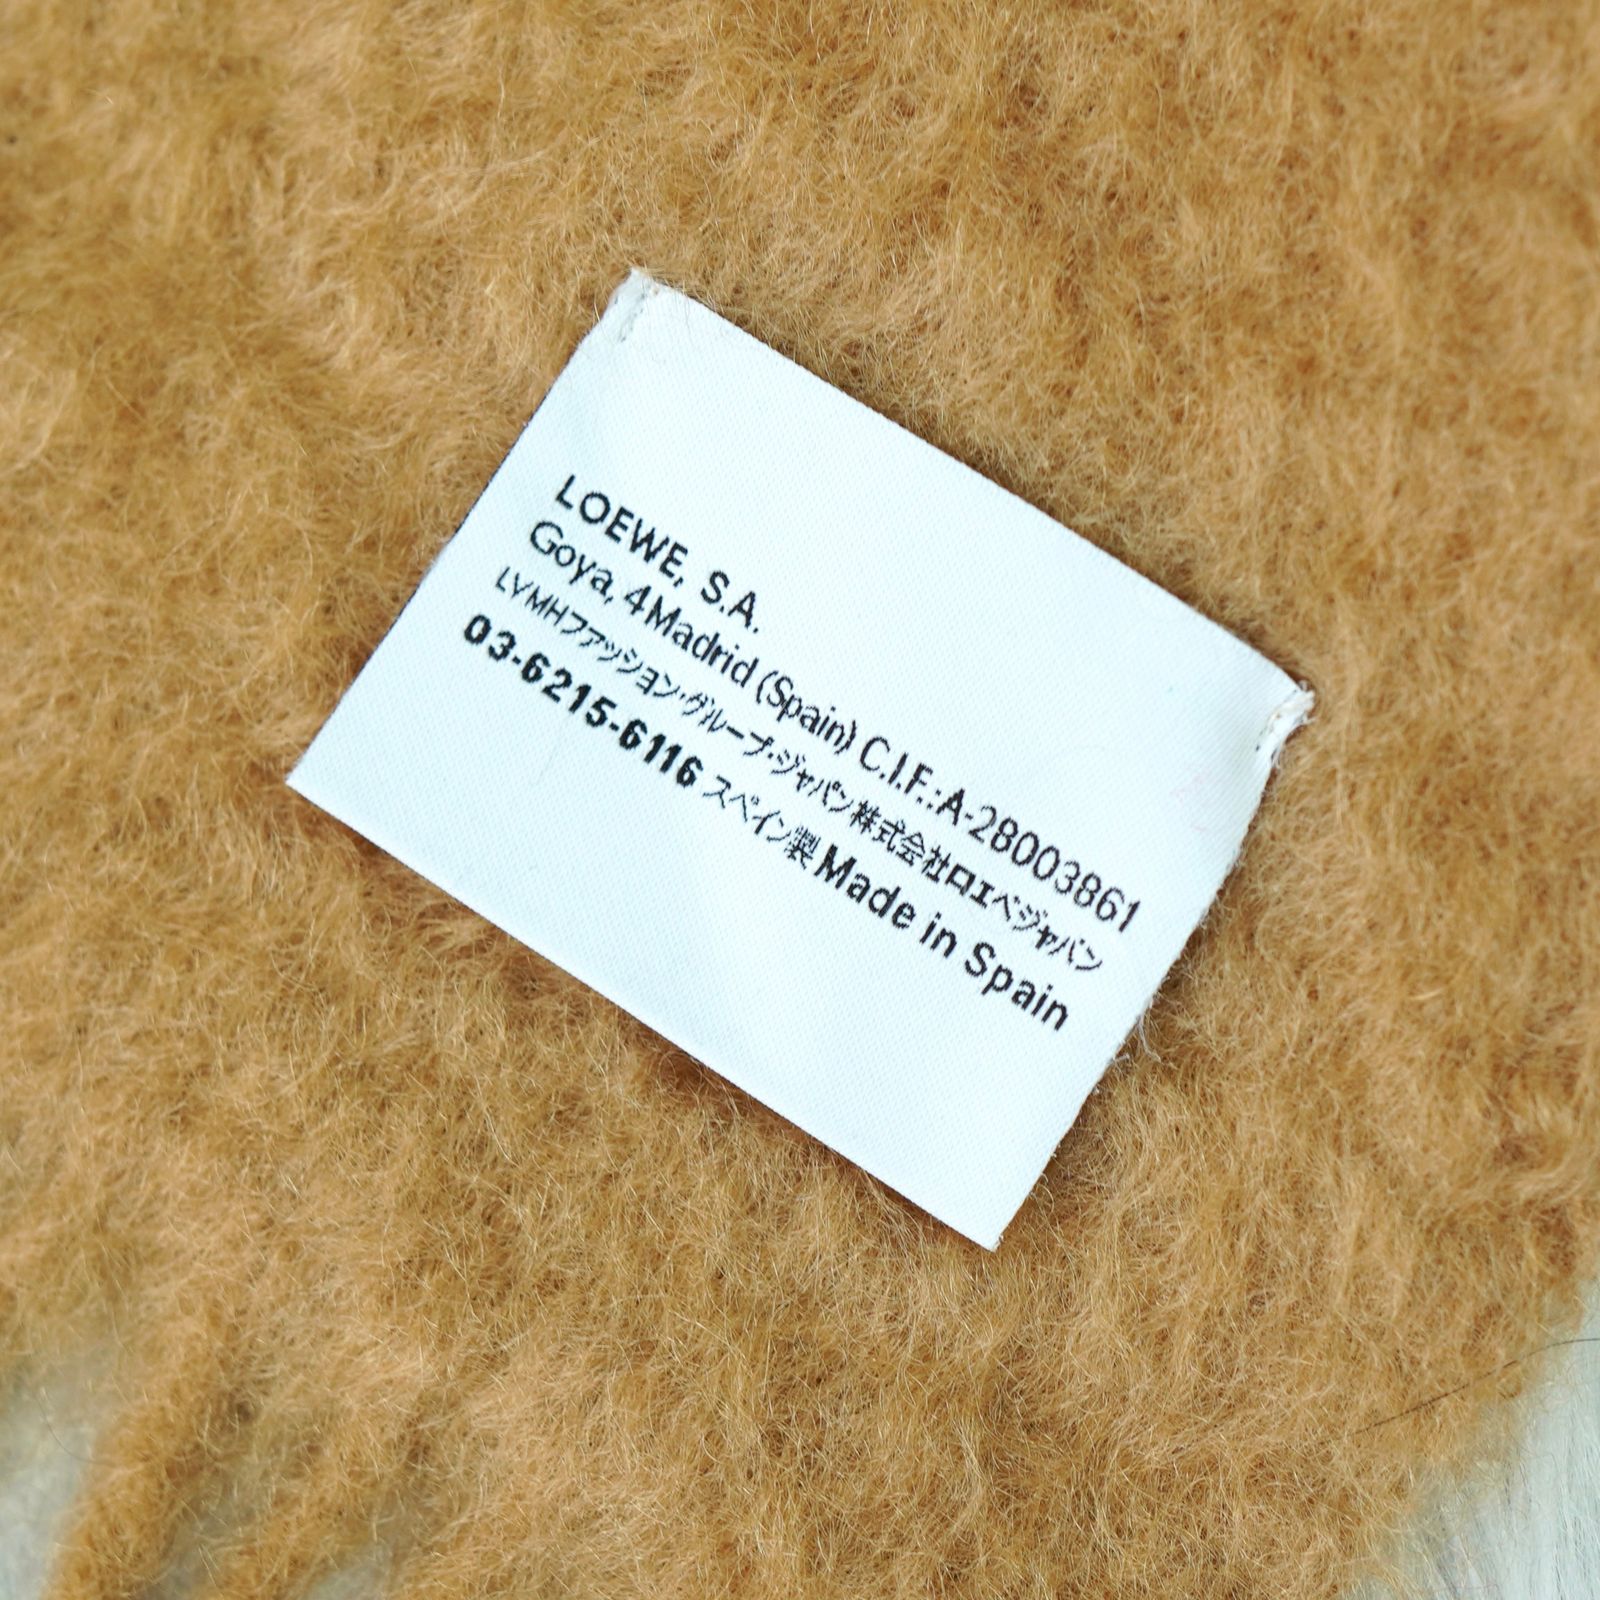 LOEWE, S.A.
Goya, 4 Madrid (Spain) C.I.F.:A-28003861
LVMHファッション・グループ・ジャパン株式会社ロエベジャパン
03-6215-6116 スペイン製 Made in Spain